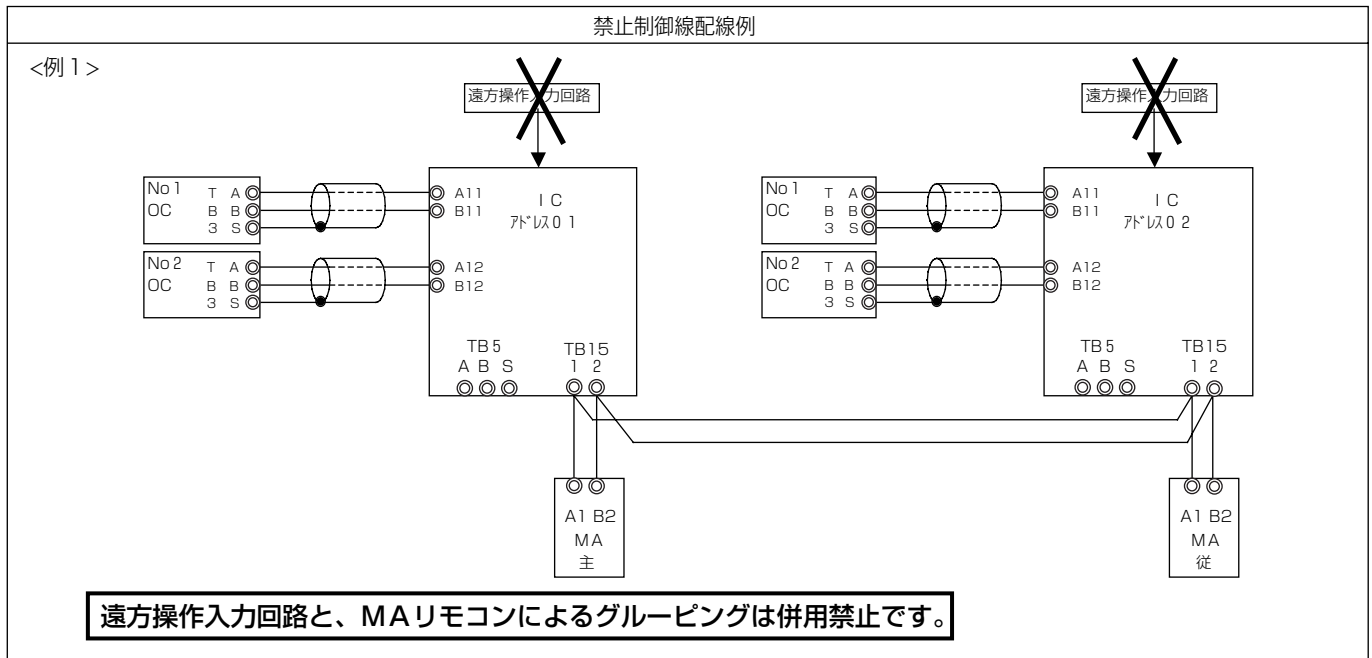 禁止制御線配線例
<例１>
遠方操作入力回路
遠方操作入力回路
No1 T A
OC B B
3 S
A11
B11
IC
ｱﾄﾞﾚｽ０１
No2 T A
OC B B
3 S
A12
B12
TB5
A B S
TB15
1 2
No1 T A
OC B B
3 S
A11
B11
IC
ｱﾄﾞﾚｽ０２
No2 T A
OC B B
3 S
A12
B12
TB5
A B S
TB15
1 2
A1 B2
MA
主
A1 B2
MA
従
遠方操作入力回路と、ＭＡリモコンによるグルーピングは併用禁止です。